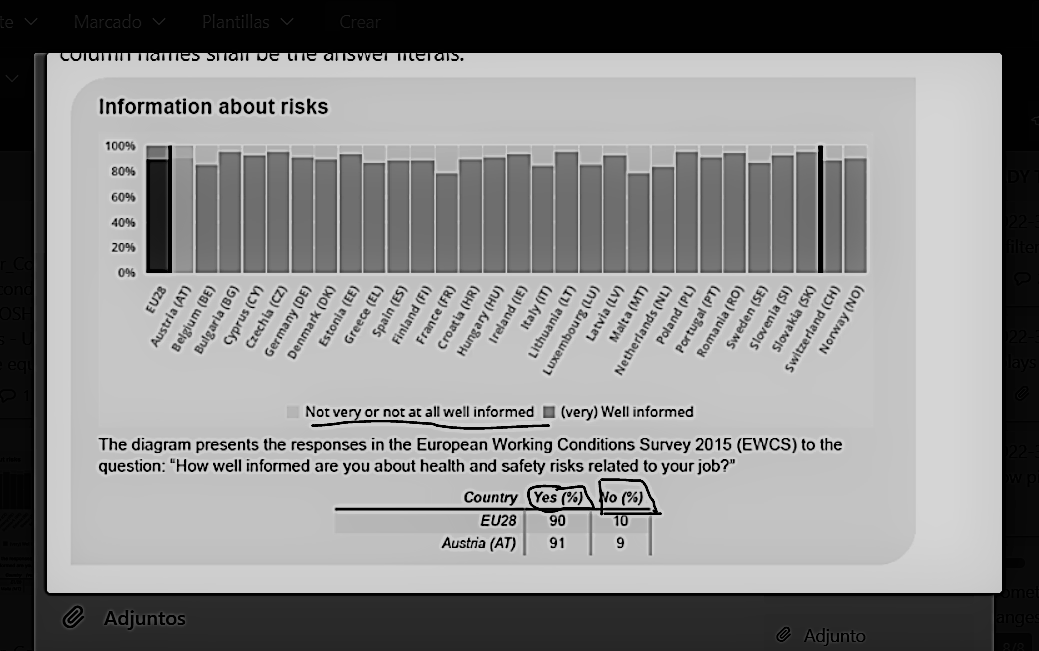 Marcado Plantillas Crear
column names shall be the answer literals.
Information about risks
100%
80%
60%
40%
20%
0%
EU28
Austria (AT)
Belgium (BE)
Bulgaria (BG)
Cyprus (CY)
Czechia (CZ)
Germany (DE)
Denmark (DK)
Estonia (EE)
Greece (EL)
Spain (ES)
Finland (FI)
France (FR)
Croatia (HR)
Hungary (HU)
Ireland (IE)
Italy (IT)
Lithuania (LT)
Luxembourg (LU)
Latvia (LV)
Malta (MT)
Netherlands (NL)
Poland (PL)
Portugal (PT)
Romania (RO)
Sweden (SE)
Slovenia (SI)
Slovakia (SK)
Switzerland (CH)
Norway (NO)
Not very or not at all well informed (very) Well informed
The diagram presents the responses in the European Working Conditions Survey 2015 (EWCS) to the
question: “How well informed are you about health and safety risks related to your job?”
Country Yes (%) No (%)
EU28 90 10
Austria (AT) 91 9
Adjuntos
Adjunto